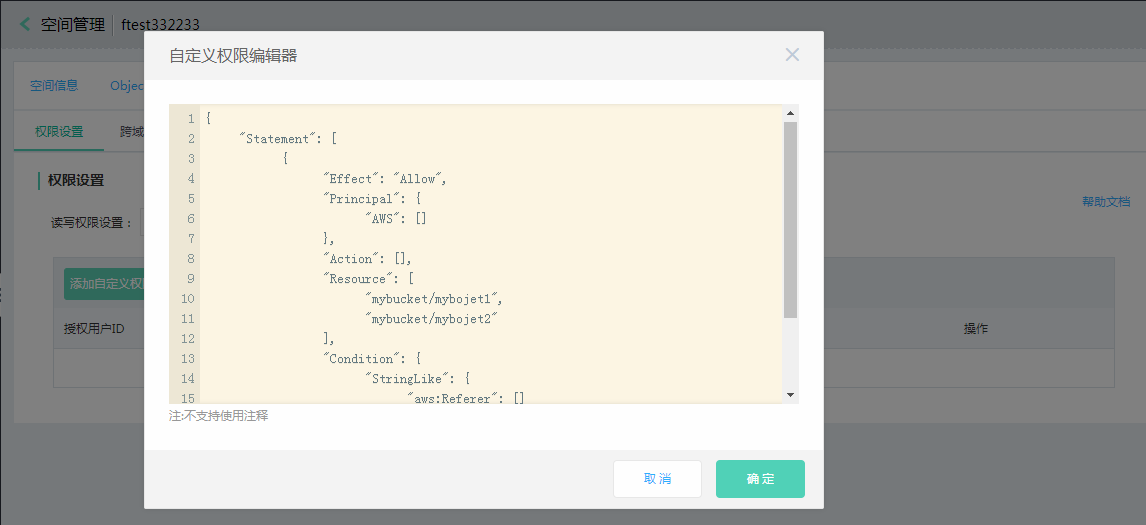 空间管理 ftest332233
自定义权限编辑器
空间信息 Objec
权限设置 跨域
权限设置
读写权限设置：
帮助文档
添加自定义权
授权用户ID 操作
1 {
2 "Statement": [
3 {
4 "Effect": "Allow",
5 "Principal": {
6 "AWS": []
7 },
8 "Action": [],
9 "Resource": [
10 "mybucket/mybojet1",
11 "mybucket/mybojet2"
12 ],
13 "Condition": {
14 "StringLike": {
15 "aws:Referer": []
注:不支持使用注释
取消 确定